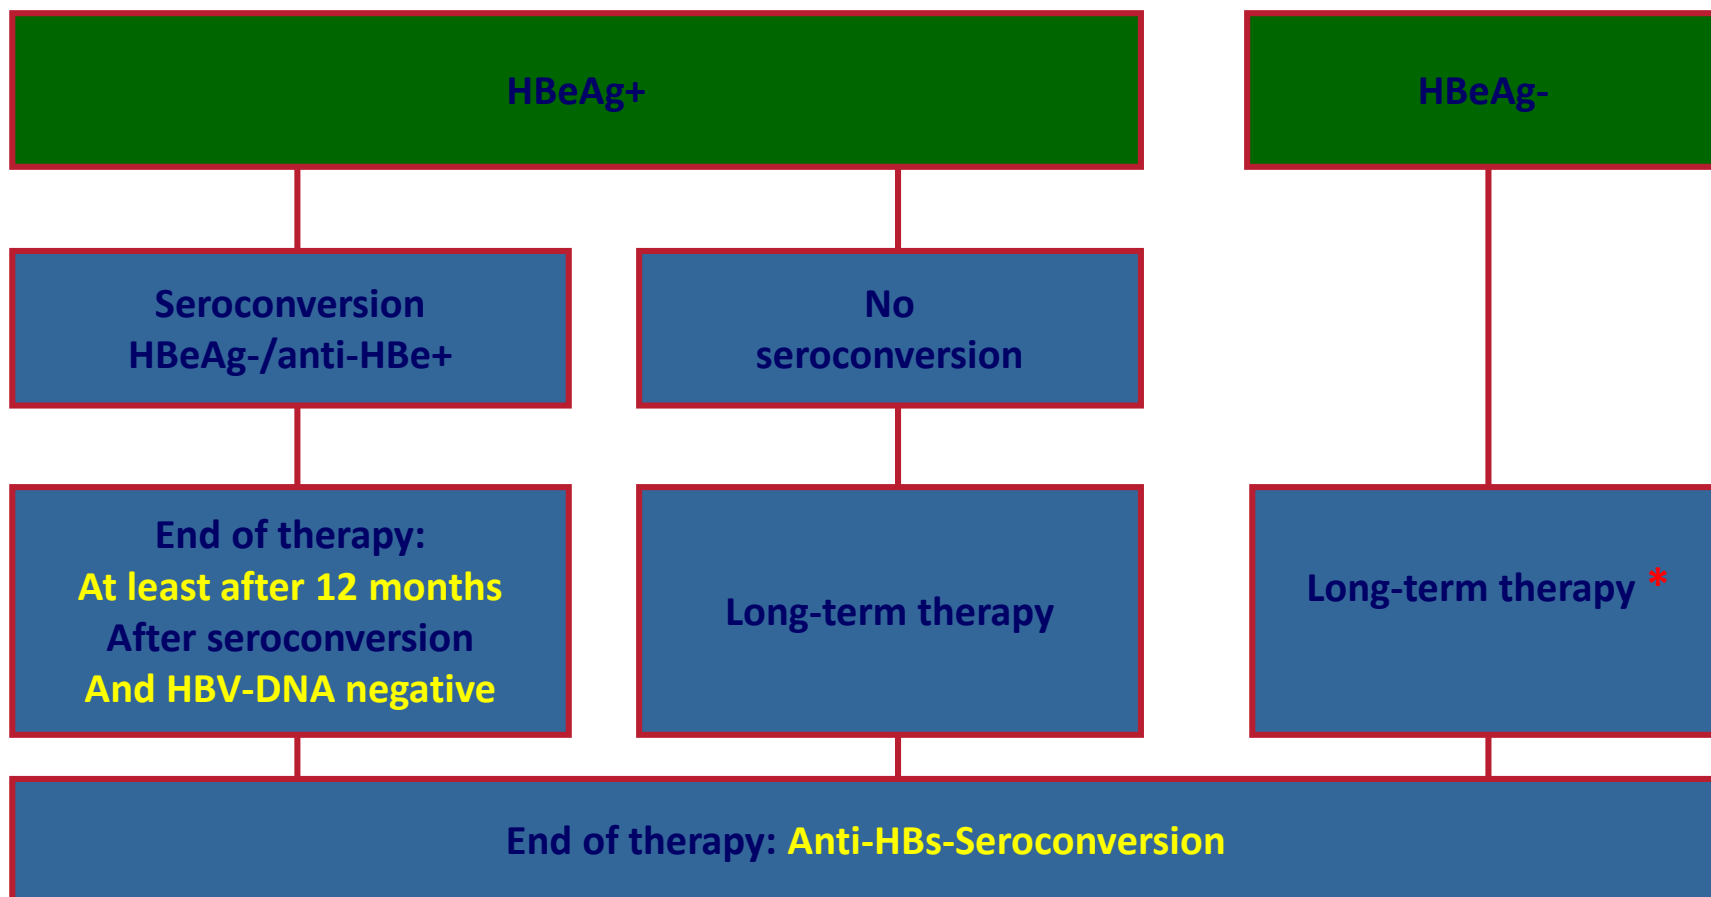 HBeAg+
HBeAg-
Seroconversion
HBeAg-/anti-HBe+
No
seroconversion
End of therapy:
At least after 12 months
After seroconversion
And HBV-DNA negative
Long-term therapy
Long-term therapy *
End of therapy: Anti-HBs-Seroconversion